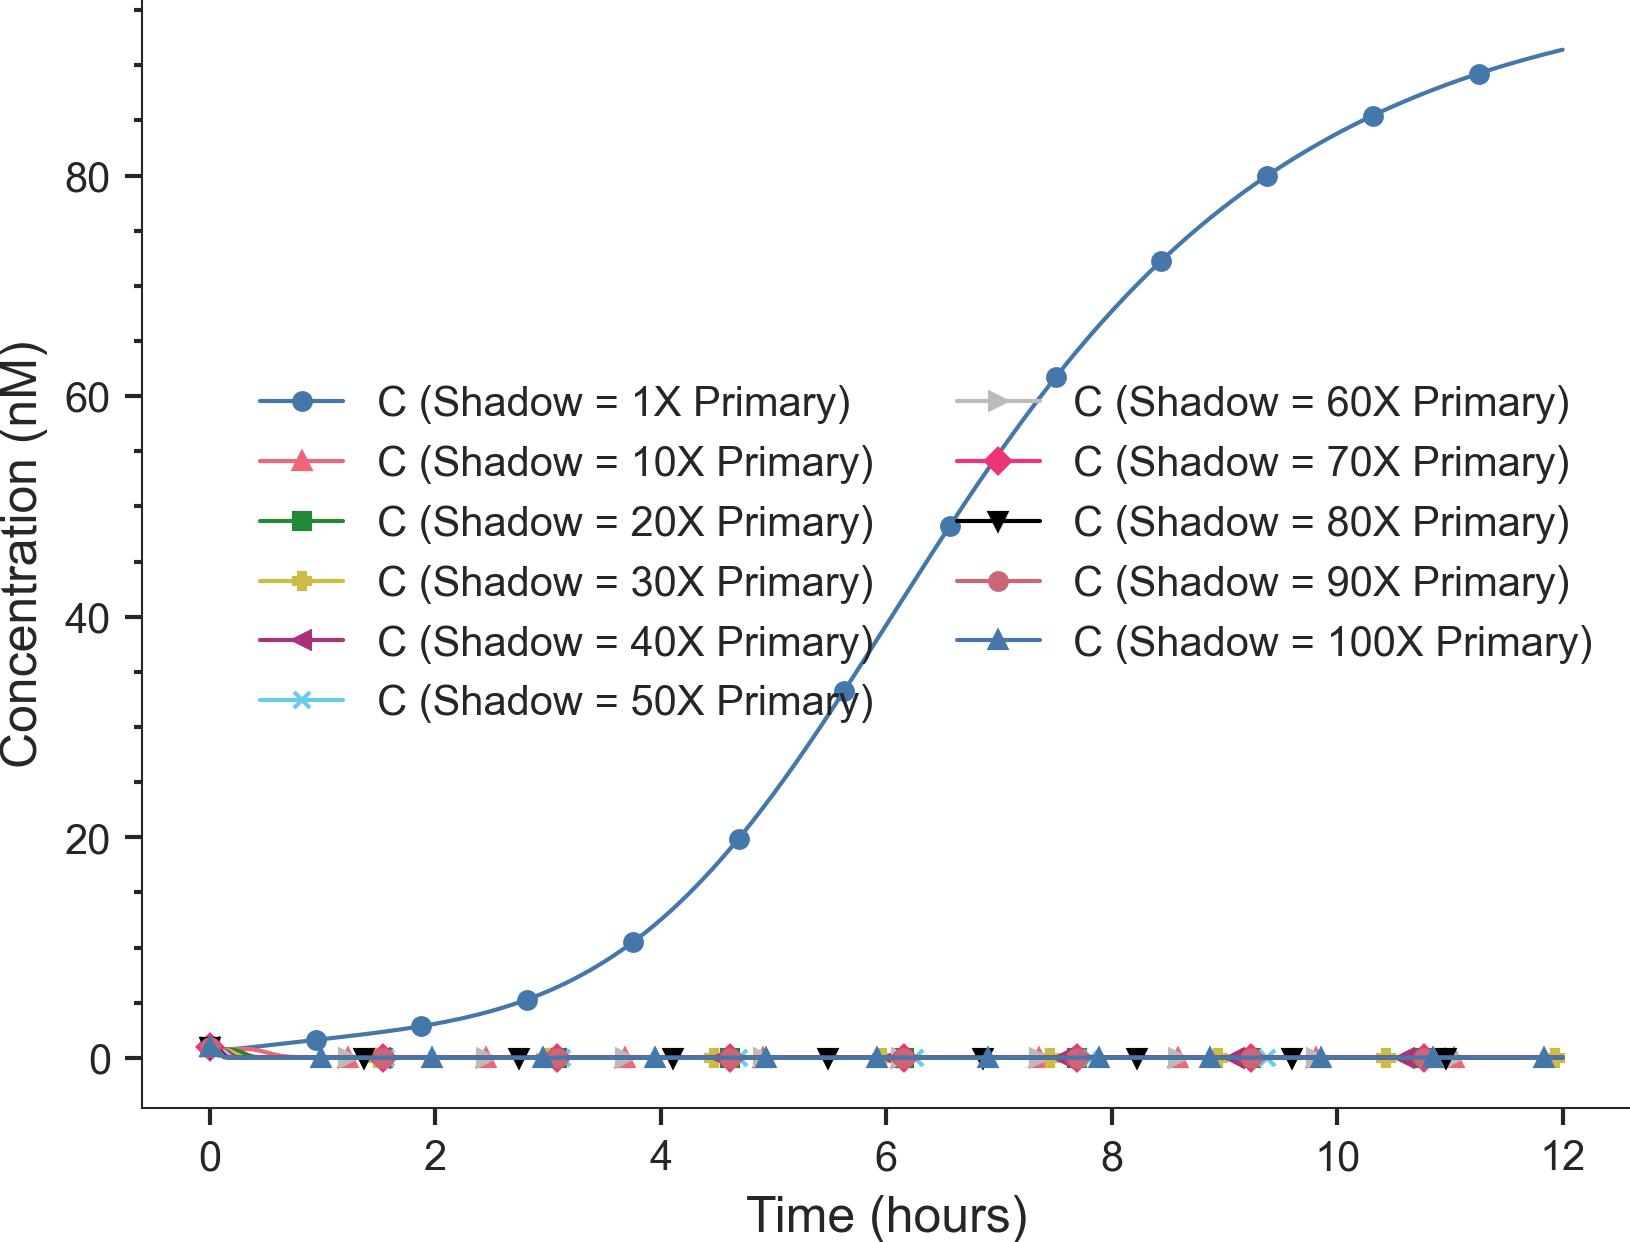 Concentration (nM)
80
60
40
20
0
C (Shadow = 1X Primary)
C (Shadow = 10X Primary)
C (Shadow = 20X Primary)
C (Shadow = 30X Primary)
C (Shadow = 40X Primary)
C (Shadow = 50X Primary)
C (Shadow = 60X Primary)
C (Shadow = 70X Primary)
C (Shadow = 80X Primary)
C (Shadow = 90X Primary)
C (Shadow = 100X Primary)
0 2 4 6 8 10 12
Time (hours)